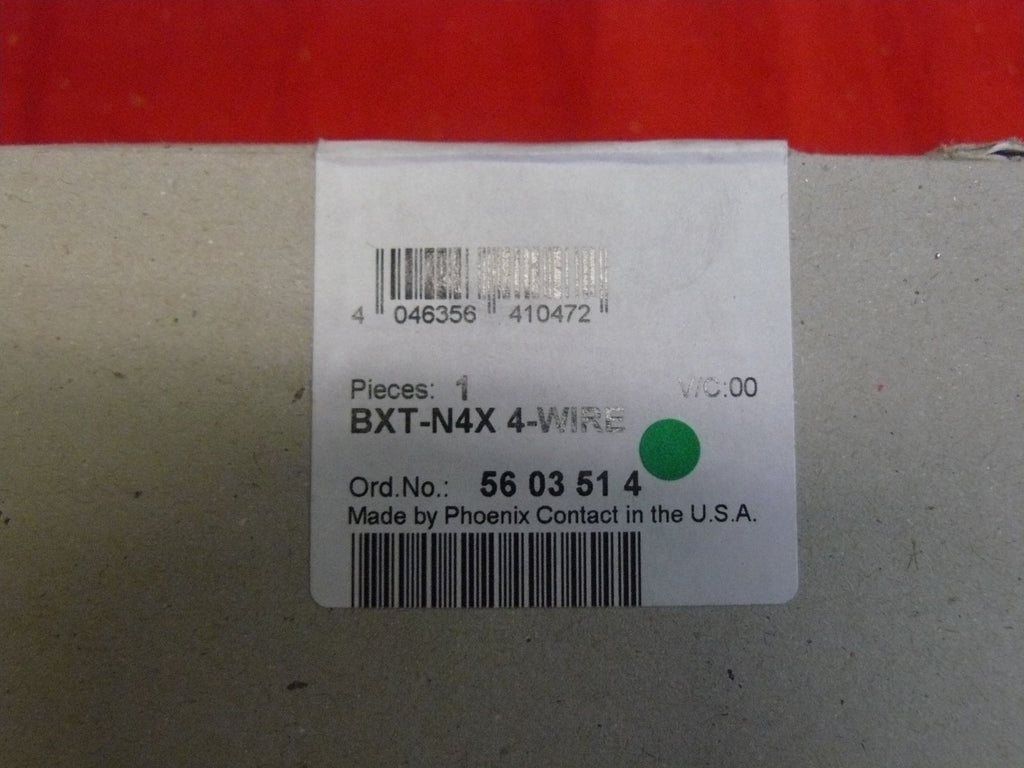 4 046356 410472
Pieces: 1 V/C:00
BXT-N4X 4-WIRE
Ord.No.: 56 03 51 4
Made by Phoenix Contact in the U.S.A.